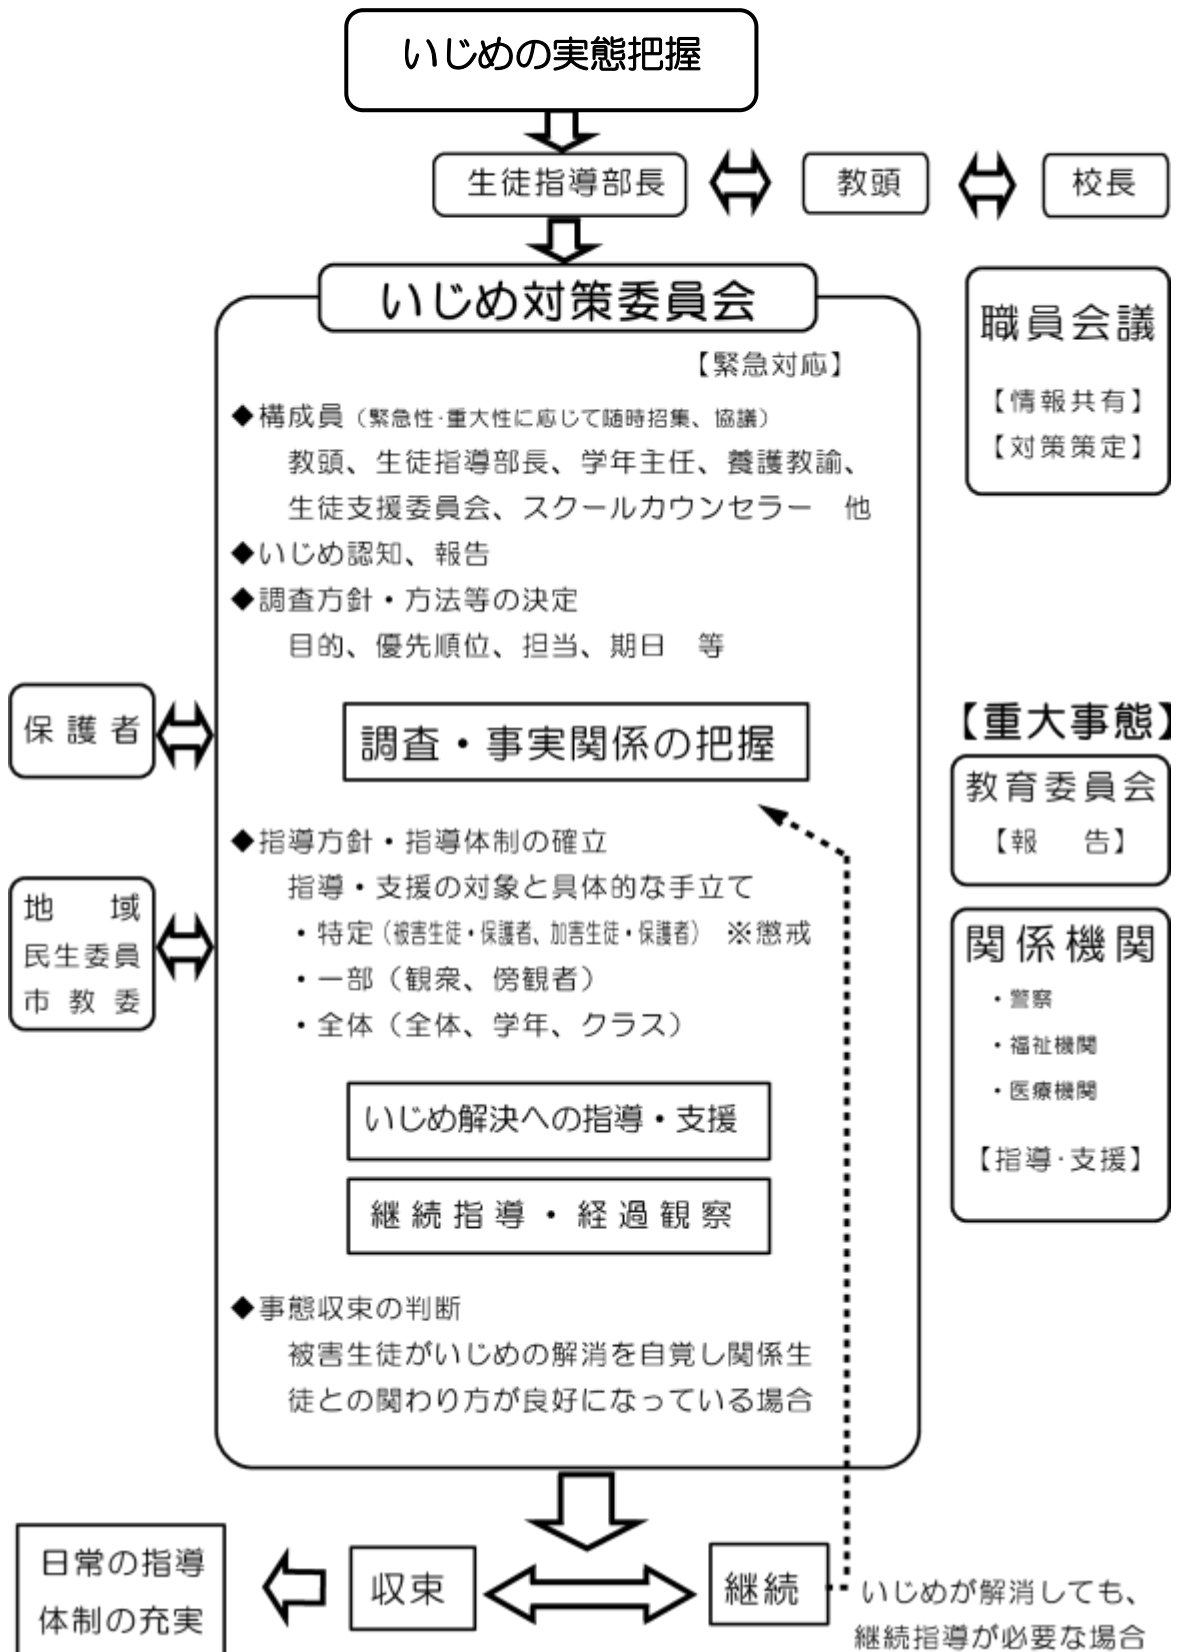 いじめの実態把握
生徒指導部長
教頭
校長
いじめ対策委員会
【緊急対応】
◆構成員（緊急性・重大性に応じて随時招集、協議）
教頭、生徒指導部長、学年主任、養護教諭、
生徒支援委員会、スクールカウンセラー　他
◆いじめ認知、報告
◆調査方針・方法等の決定
目的、優先順位、担当、期日　等
調査・事実関係の把握
◆指導方針・指導体制の確立
指導・支援の対象と具体的な手立て
・特定（被害生徒・保護者、加害生徒・保護者）　※懲戒
・一部（観衆、傍観者）
・全体（全体、学年、クラス）
いじめ解決への指導・支援
継続指導・経過観察
◆事態収束の判断
被害生徒がいじめの解消を自覚し関係生
徒との関わり方が良好になっている場合
職員会議
【情報共有】
【対策策定】
保護者
地　域
民生委員
市教委
【重大事態】
教育委員会
【報　告】
関係機関
・警察
・福祉機関
・医療機関
【指導・支援】
日常の指導
体制の充実
収束
継続
いじめが解消しても、
継続指導が必要な場合